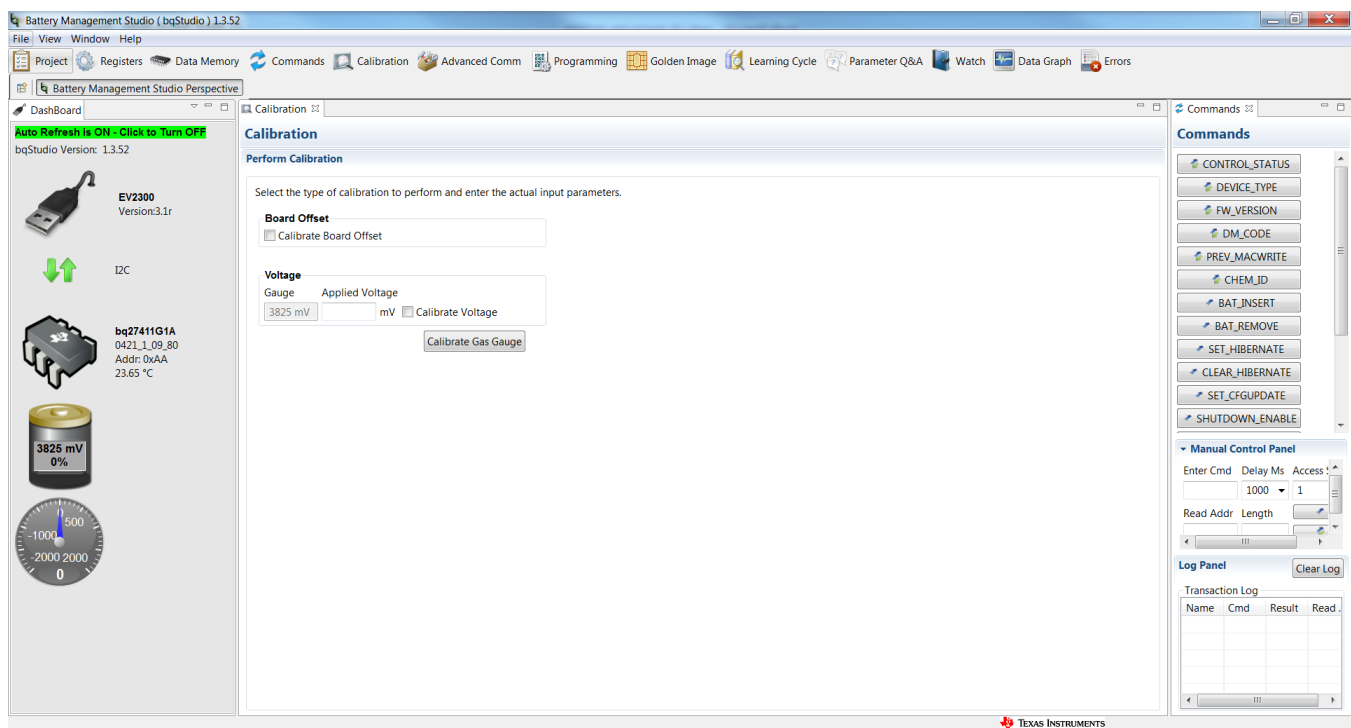 Battery Management Studio ( bqStudio ) 1.3.52
File View Window Help
Project Registers Data Memory Commands Calibration Advanced Comm Programming Golden Image Learning Cycle Parameter Q&A Watch Data Graph Errors
Battery Management Studio Perspective
DashBoard
Auto Refresh is ON - Click to Turn OFF
bqStudio Version: 1.3.52
EV2300
Version:3.1r
I2C
bq27411G1A
0421_1_09_80
Addr: 0xAA
23.65 °C
3825 mV
0%
0
500
-1000
-2000 2000
0
Calibration
Calibration
Perform Calibration
Select the type of calibration to perform and enter the actual input parameters.
Board Offset
Calibrate Board Offset
Voltage
Gauge Applied Voltage
3825 mV mV Calibrate Voltage
Calibrate Gas Gauge
Commands
Commands
CONTROL_STATUS
DEVICE_TYPE
FW_VERSION
DM_CODE
PREV_MACWRITE
CHEM_ID
BAT_INSERT
BAT_REMOVE
SET_HIBERNATE
CLEAR_HIBERNATE
SET_CFGUPDATE
SHUTDOWN_ENABLE
Manual Control Panel
Enter Cmd Delay Ms Access
1000 1
Read Addr Length
Log Panel Clear Log
Transaction Log
Name Cmd Result Read
TEXAS INSTRUMENTS